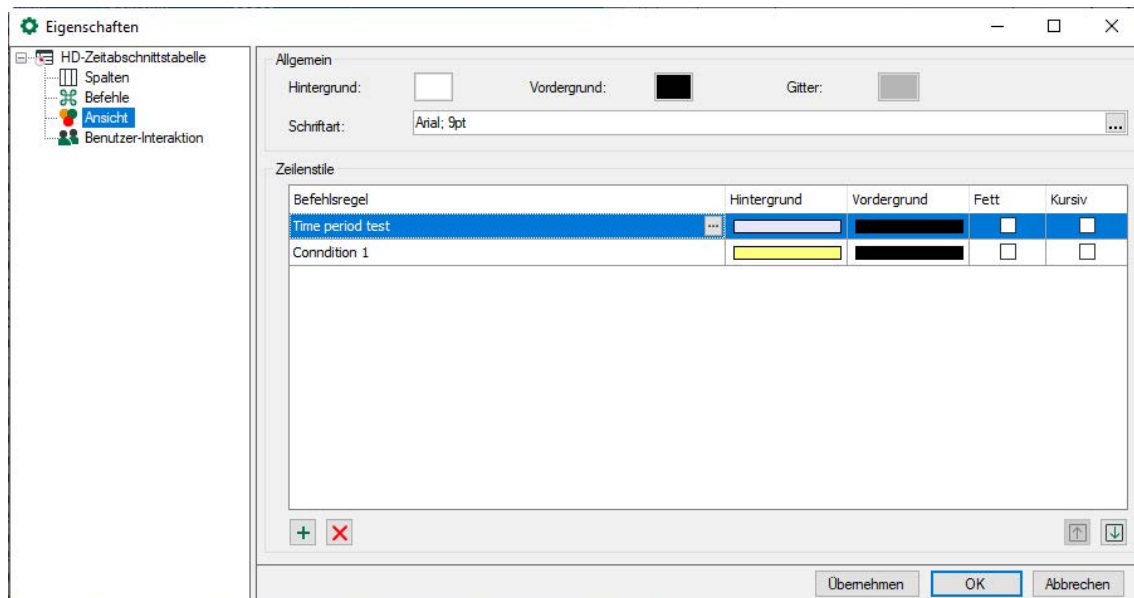 Eigenschaften
HD-Zeitabschnittstabelle
Spalten
Befehle
Ansicht
Benutzer-Interaktion
Allgemein
Hintergrund: Vordergrund: Gitter:
Schriftart: Arial; 9pt ...
Zeilenstile
Befehlsregel Hintergrund Vordergrund Fett Kursiv
Time period test ...
Conndition 1
Übernehmen OK Abbrechen